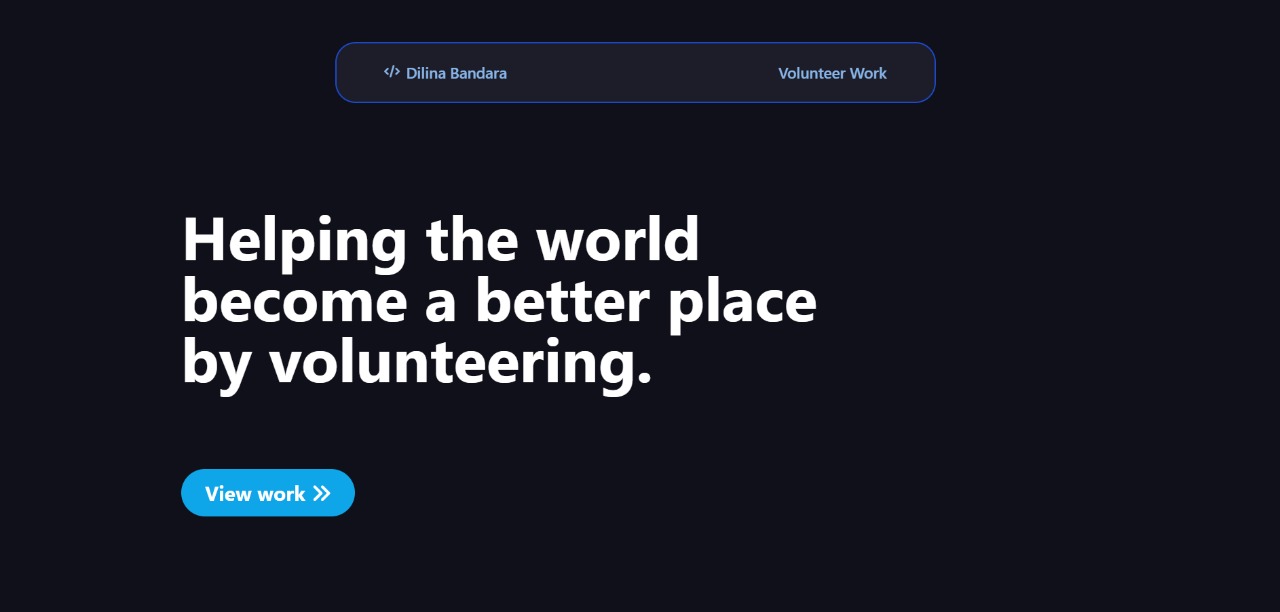 </> Dilina Bandara
Volunteer Work
Helping the world
become a better place
by volunteering.
View work »